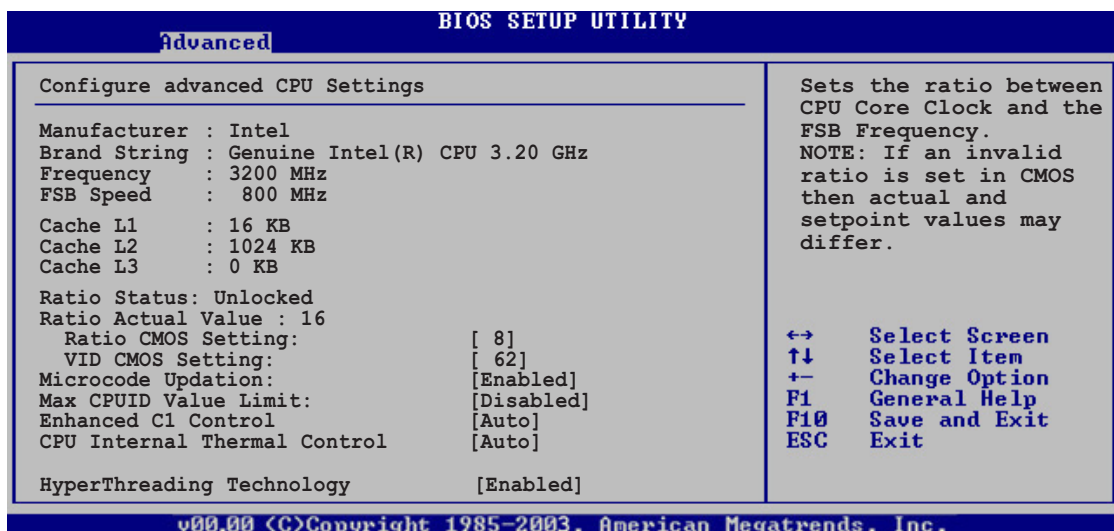 BIOS SETUP UTILITY
Advanced
Configure advanced CPU Settings
Manufacturer : Intel
Brand String : Genuine Intel(R) CPU 3.20 GHz
Frequency : 3200 MHz
FSB Speed : 800 MHz
Cache L1 : 16 KB
Cache L2 : 1024 KB
Cache L3 : 0 KB
Ratio Status: Unlocked
Ratio Actual Value : 16
Ratio CMOS Setting: [ 8]
VID CMOS Setting: [ 62]
Microcode Updation: [Enabled]
Max CPUID Value Limit: [Disabled]
Enhanced C1 Control [Auto]
CPU Internal Thermal Control [Auto]
HyperThreading Technology [Enabled]
Sets the ratio between
CPU Core Clock and the
FSB Frequency.
NOTE: If an invalid
ratio is set in CMOS
then actual and
setpoint values may
differ.
←→ Select Screen
↑↓ Select Item
+- Change Option
F1 General Help
F10 Save and Exit
ESC Exit
v00.00 (C)Copyright 1985-2003, American Megatrends, Inc.